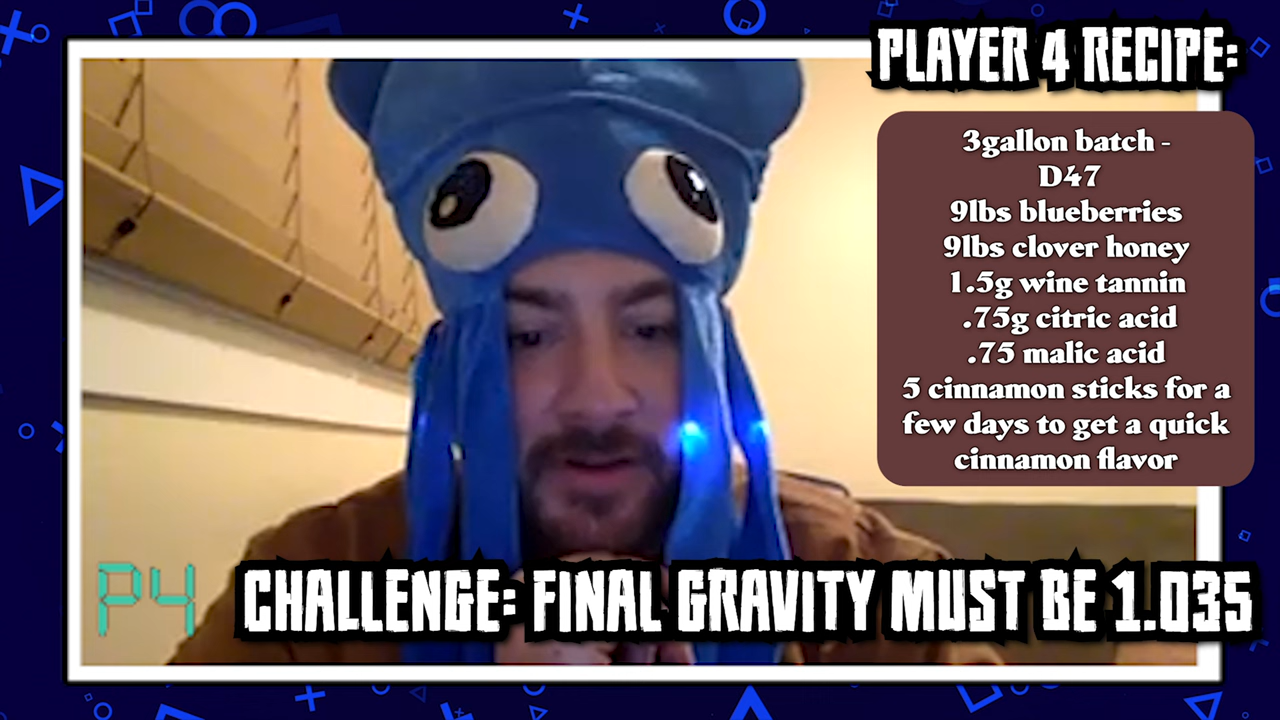 PLAYER 4 RECIPE:
3gallon batch -
D47
9lbs blueberries
9lbs clover honey
1.5g wine tannin
.75g citric acid
.75 malic acid
5 cinnamon sticks for a
few days to get a quick
cinnamon flavor
P4
CHALLENGE: FINAL GRAVITY MUST BE 1.035